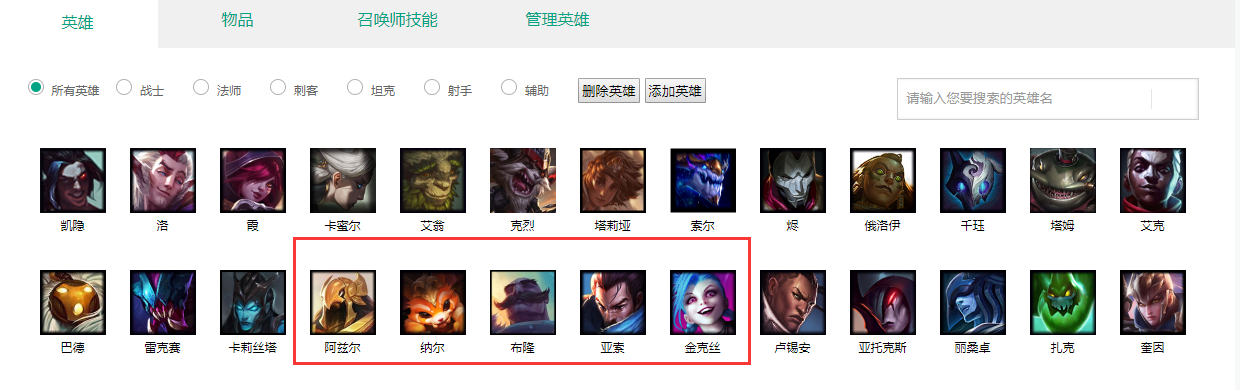 英雄 物品 召唤师技能 管理英雄
所有英雄 战士 法师 刺客 坦克 射手 辅助 删除英雄 添加英雄 请输入您要搜索的英雄名
凯隐 洛 霞 卡蜜尔 艾翁 克烈 塔莉垭 索尔 烬 俄洛伊 千珏 塔姆 艾克
巴德 雷克赛 卡莉丝塔 阿兹尔 纳尔 布隆 亚索 金克丝 卢锡安 亚托克斯 丽桑卓 扎克 奎因